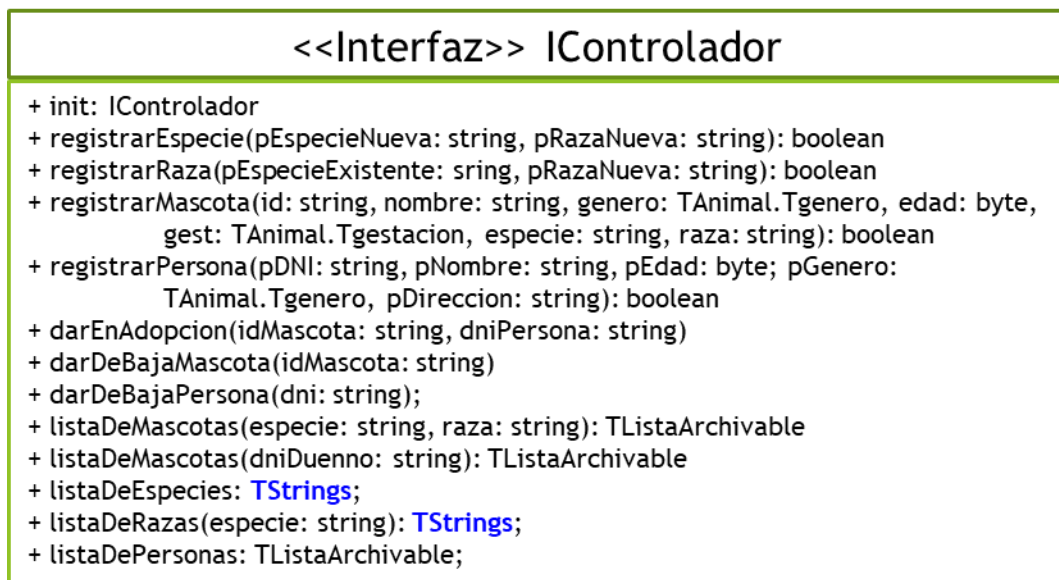 <<Interfaz>> IControlador
+ init: IControlador
+ registrarEspecie(pEspecieNueva: string, pRazaNueva: string): boolean
+ registrarRaza(pEspecieExistente: sring, pRazaNueva: string): boolean
+ registrarMascota(id: string, nombre: string, genero: TAnimal.Tgenero, edad: byte,
gest: TAnimal.Tgestacion, especie: string, raza: string): boolean
+ registrarPersona(pDNI: string, pNombre: string, pEdad: byte; pGenero:
TAnimal.Tgenero, pDireccion: string): boolean
+ darEnAdopcion(idMascota: string, dniPersona: string)
+ darDeBajaMascota(idMascota: string)
+ darDeBajaPersona(dni: string);
+ listaDeMascotas(especie: string, raza: string): TListaArchivable
+ listaDeMascotas(dniDuenno: string): TListaArchivable
+ listaDeEspecies: TStrings;
+ listaDeRazas(especie: string): TStrings;
+ listaDePersonas: TListaArchivable;